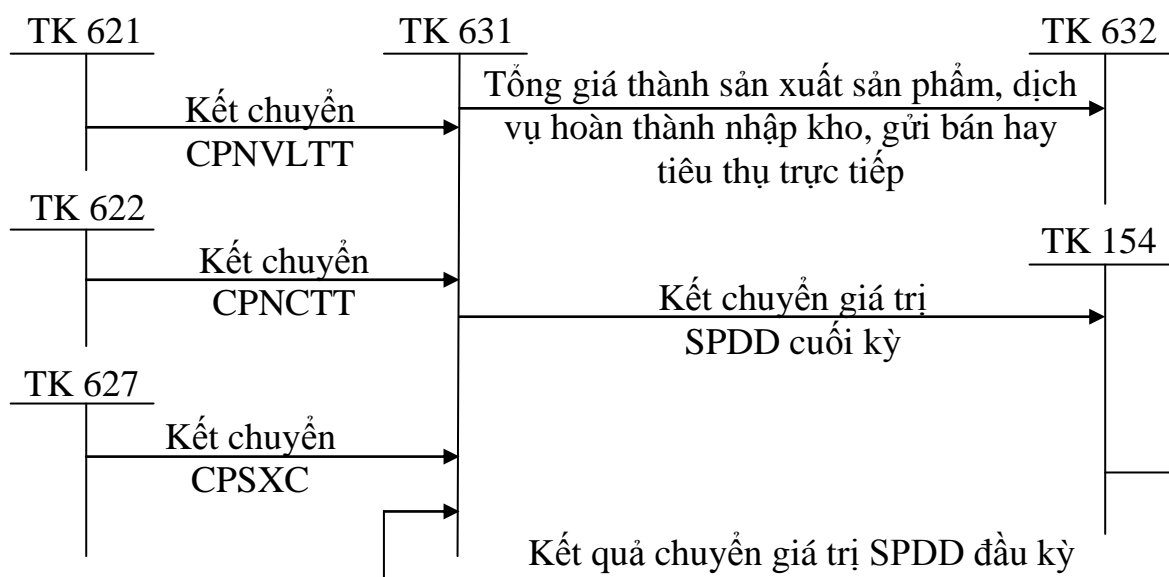 TK 621
TK 631
TK 632
Kết chuyển
CPNVLTT
Tổng giá thành sản xuất sản phẩm, dịch
vụ hoàn thành nhập kho, gửi bán hay
tiêu thụ trực tiếp
TK 622
Kết chuyển
CPNCTT
TK 154
Kết chuyển giá trị
SPDD cuối kỳ
TK 627
Kết chuyển
CPSXC
Kết quả chuyển giá trị SPDD đầu kỳ